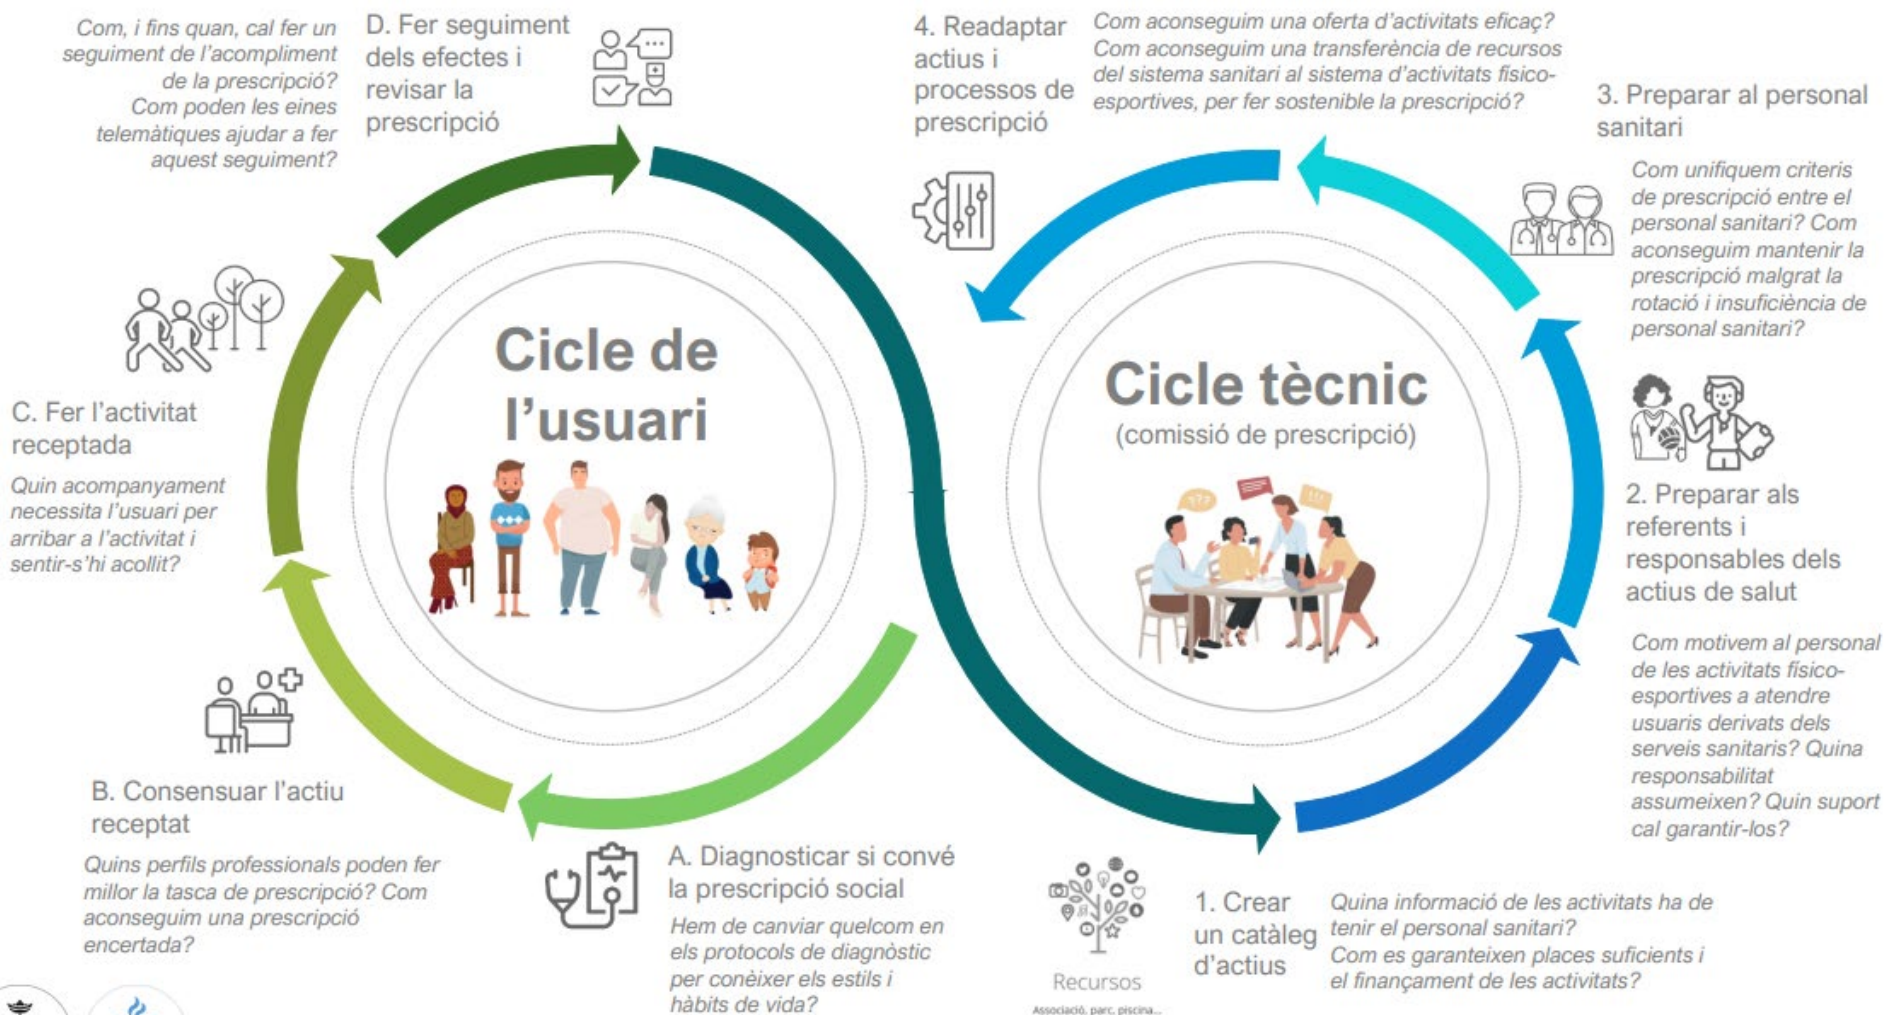 Com, i fins quan, cal fer un
seguiment de l'acompliment
de la prescripció?
Com poden les eines
telemàtiques ajudar a fer
aquest seguiment?
D. Fer seguiment
dels efectes i
revisar la
prescripció
4. Readaptar
actius i
processos de
prescripció
Com aconseguim una oferta d'activitats eficaç?
Com aconseguim una transferència de recursos
del sistema sanitari al sistema d'activitats físico-
esportives, per fer sostenible la prescripció?
3. Preparar al personal
sanitari
Com unifiquem criteris
de prescripció entre el
personal sanitari? Com
aconseguim mantenir la
prescripció malgrat la
rotació i insuficiència de
personal sanitari?
Cicle de
l'usuari
Cicle tècnic
(comissió de prescripció)
???
!!!
C. Fer l'activitat
receptada
Quin acompanyament
necessita l'usuari per
arribar a l'activitat i
sentir-s'hi acollit?
2. Preparar als
referents i
responsables dels
actius de salut
Com motivem al personal
de les activitats físico-
esportives a atendre
usuaris derivats dels
serveis sanitaris? Quina
responsabilitat
assumeixen? Quin suport
cal garantir-los?
B. Consensuar l'actiu
receptat
Quins perfils professionals poden fer
millor la tasca de prescripció? Com
aconseguim una prescripció
encertada?
A. Diagnosticar si convé
la prescripció social
Hem de canviar quelcom en
els protocols de diagnòstic
per conèixer els estils i
hàbits de vida?
Recursos
Associació, parc, piscina...
1. Crear
un catàleg
d'actius
Quina informació de les activitats ha de
tenir el personal sanitari?
Com es garanteixen places suficients i
el finançament de les activitats?